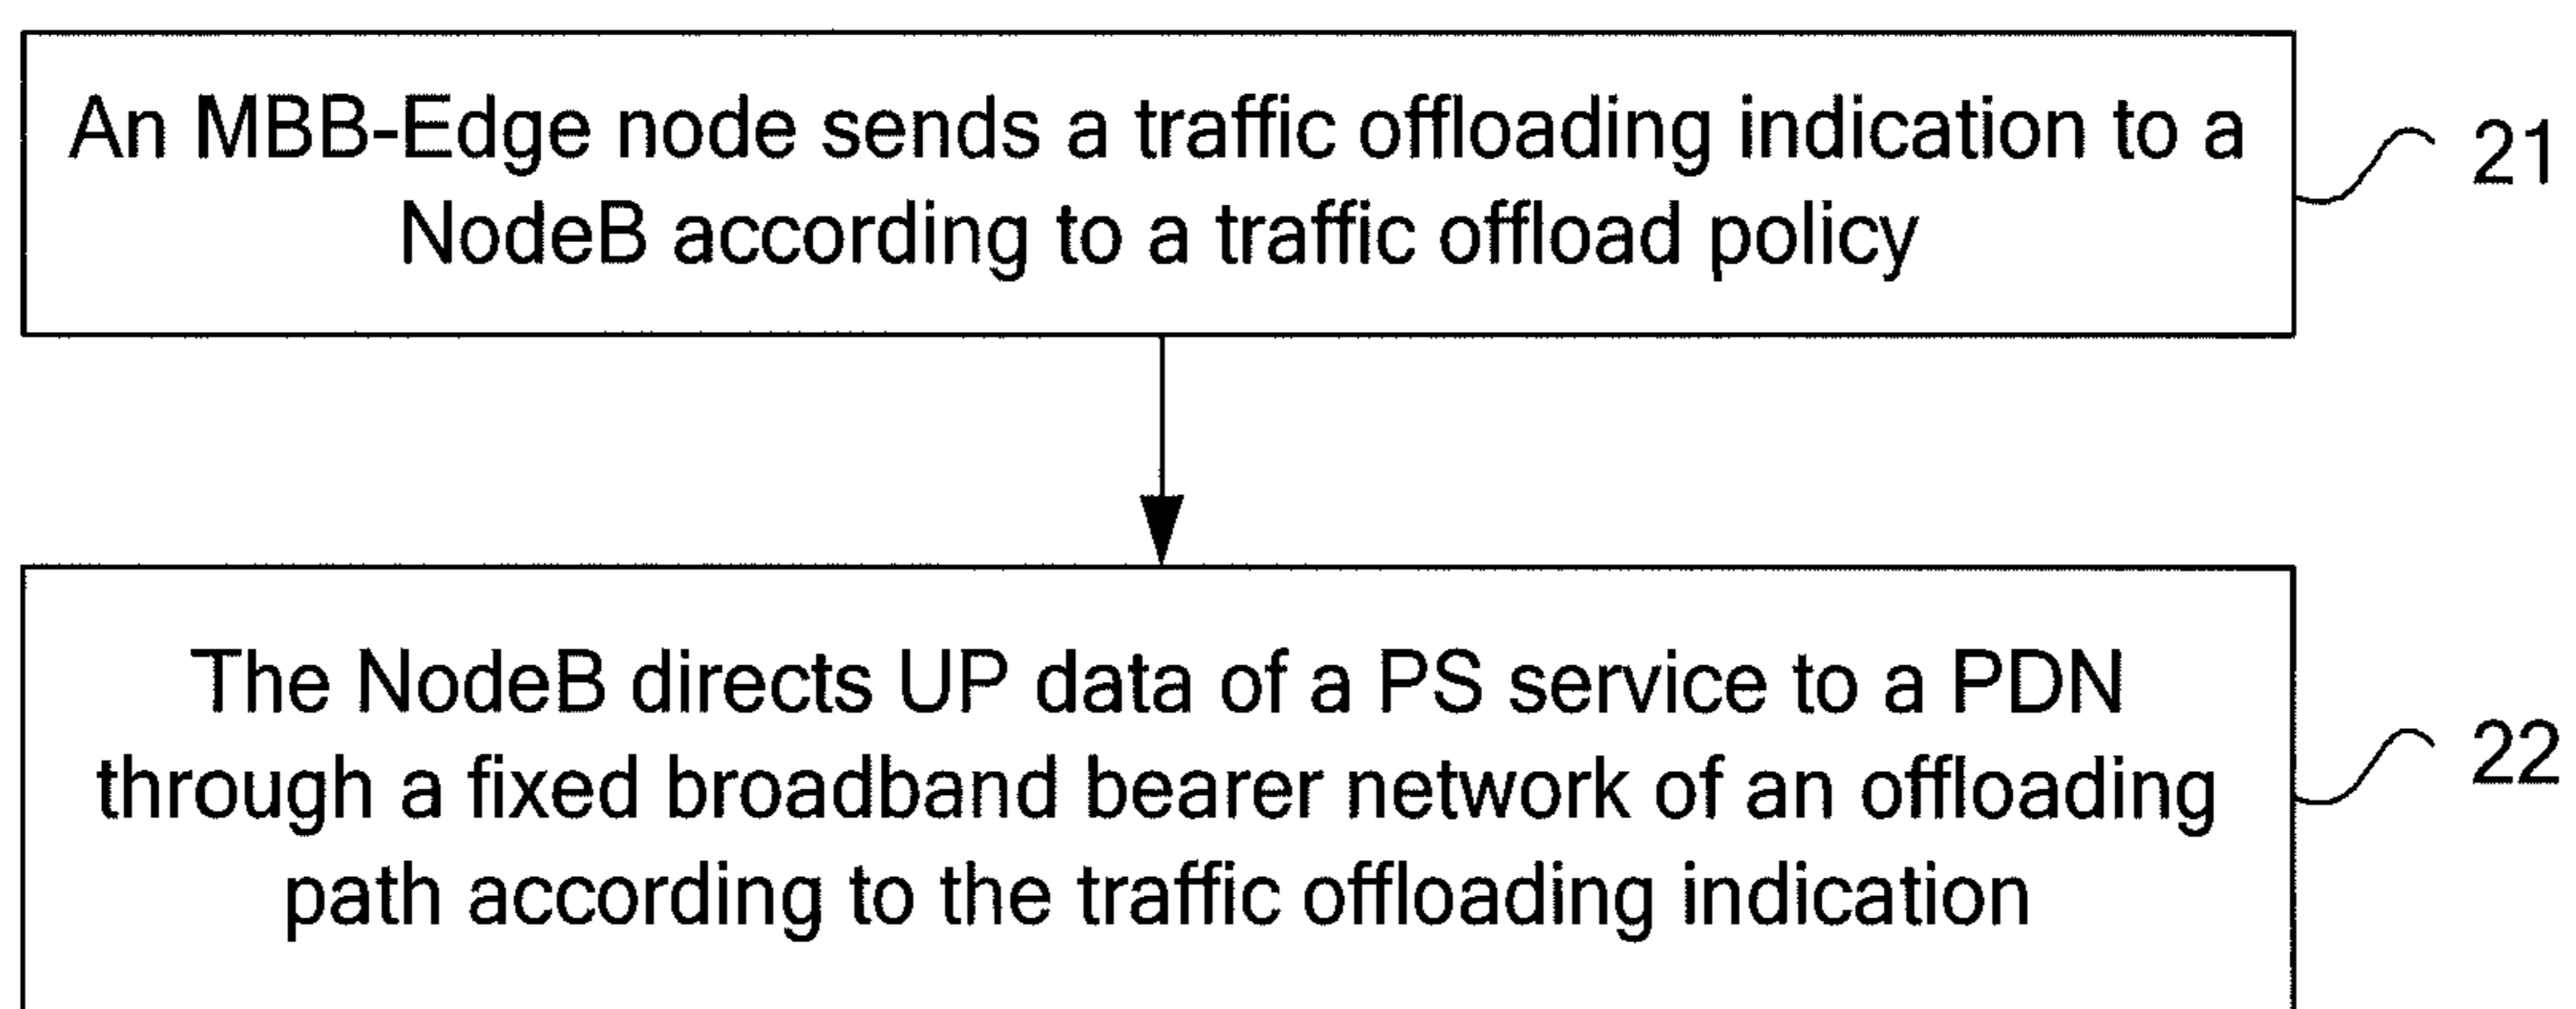 An MBB-Edge node sends a traffic offloading indication to a
NodeB according to a traffic offload policy
21
The NodeB directs UP data of a PS service to a PDN
through a fixed broadband bearer network of an offloading
path according to the traffic offloading indication
22